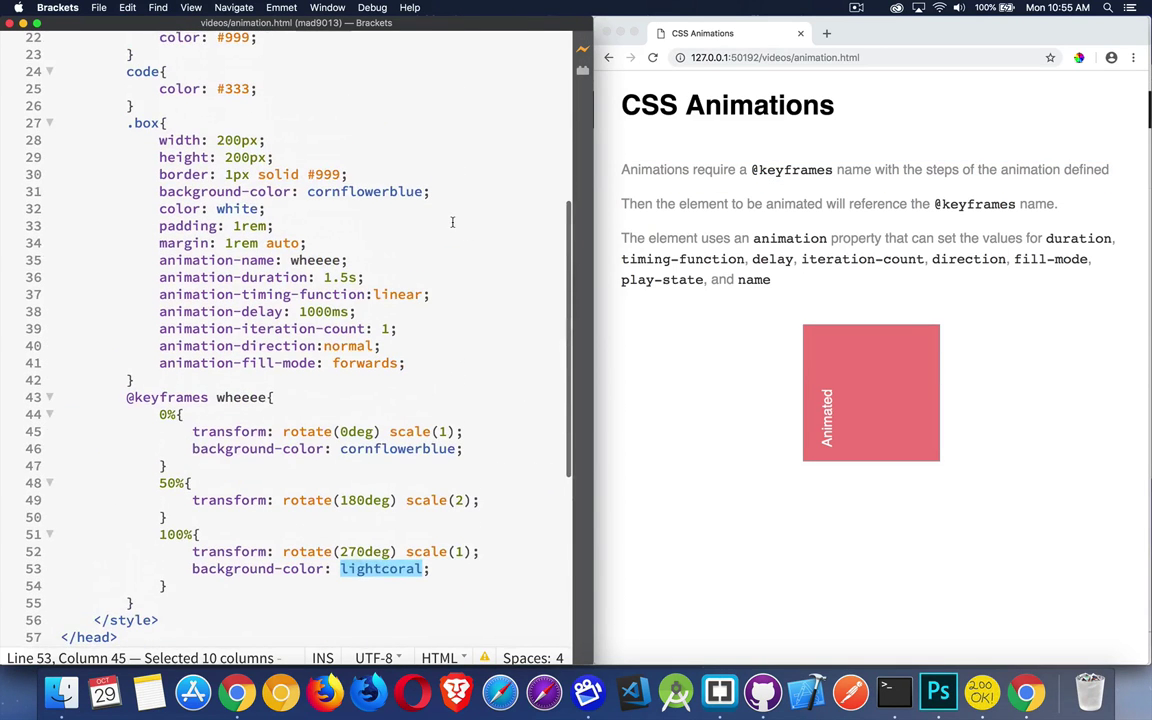 Brackets File Edit Find View Navigate Emmet Window Debug Help 100% Mon 10:55 AM
videos/animation.html (mad9013) — Brackets
22 color: #999;
23 }
24 code{
25 color: #333;
26 }
27 .box{
28 width: 200px;
29 height: 200px;
30 border: 1px solid #999;
31 background-color: cornflowerblue;
32 color: white;
33 padding: 1rem;
34 margin: 1rem auto;
35 animation-name: wheeee;
36 animation-duration: 1.5s;
37 animation-timing-function:linear;
38 animation-delay: 1000ms;
39 animation-iteration-count: 1;
40 animation-direction:normal;
41 animation-fill-mode: forwards;
42 }
43 @keyframes wheeee{
44 0%{
45 transform: rotate(0deg) scale(1);
46 background-color: cornflowerblue;
47 }
48 50%{
49 transform: rotate(180deg) scale(2);
50 }
51 100%{
52 transform: rotate(270deg) scale(1);
53 background-color: lightcoral;
54 }
55 }
56 </style>
57 </head>
Line 53, Column 45 — Selected 10 columns - INS UTF-8 HTML Spaces: 4
CSS Animations
127.0.0.1:50192/videos/animation.html
CSS Animations
Animations require a @keyframes name with the steps of the animation defined
Then the element to be animated will reference the @keyframes name.
The element uses an animation property that can set the values for duration,
timing-function, delay, iteration-count, direction, fill-mode,
play-state, and name
Animated
OCT
29
Ps
200
OK!